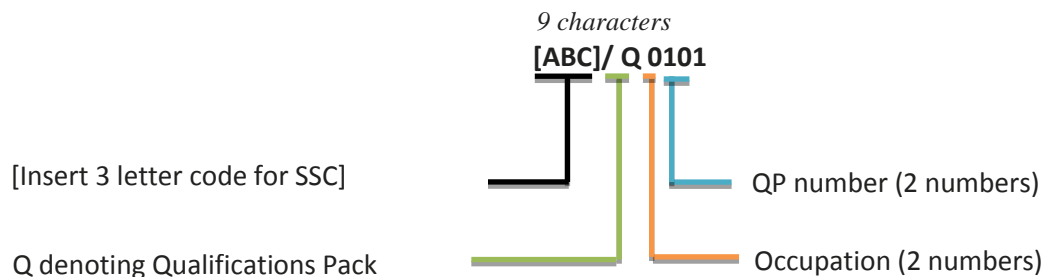 9 characters
[ABC]/ Q 0101
[Insert 3 letter code for SSC]
QP number (2 numbers)
Q denoting Qualifications Pack
Occupation (2 numbers)